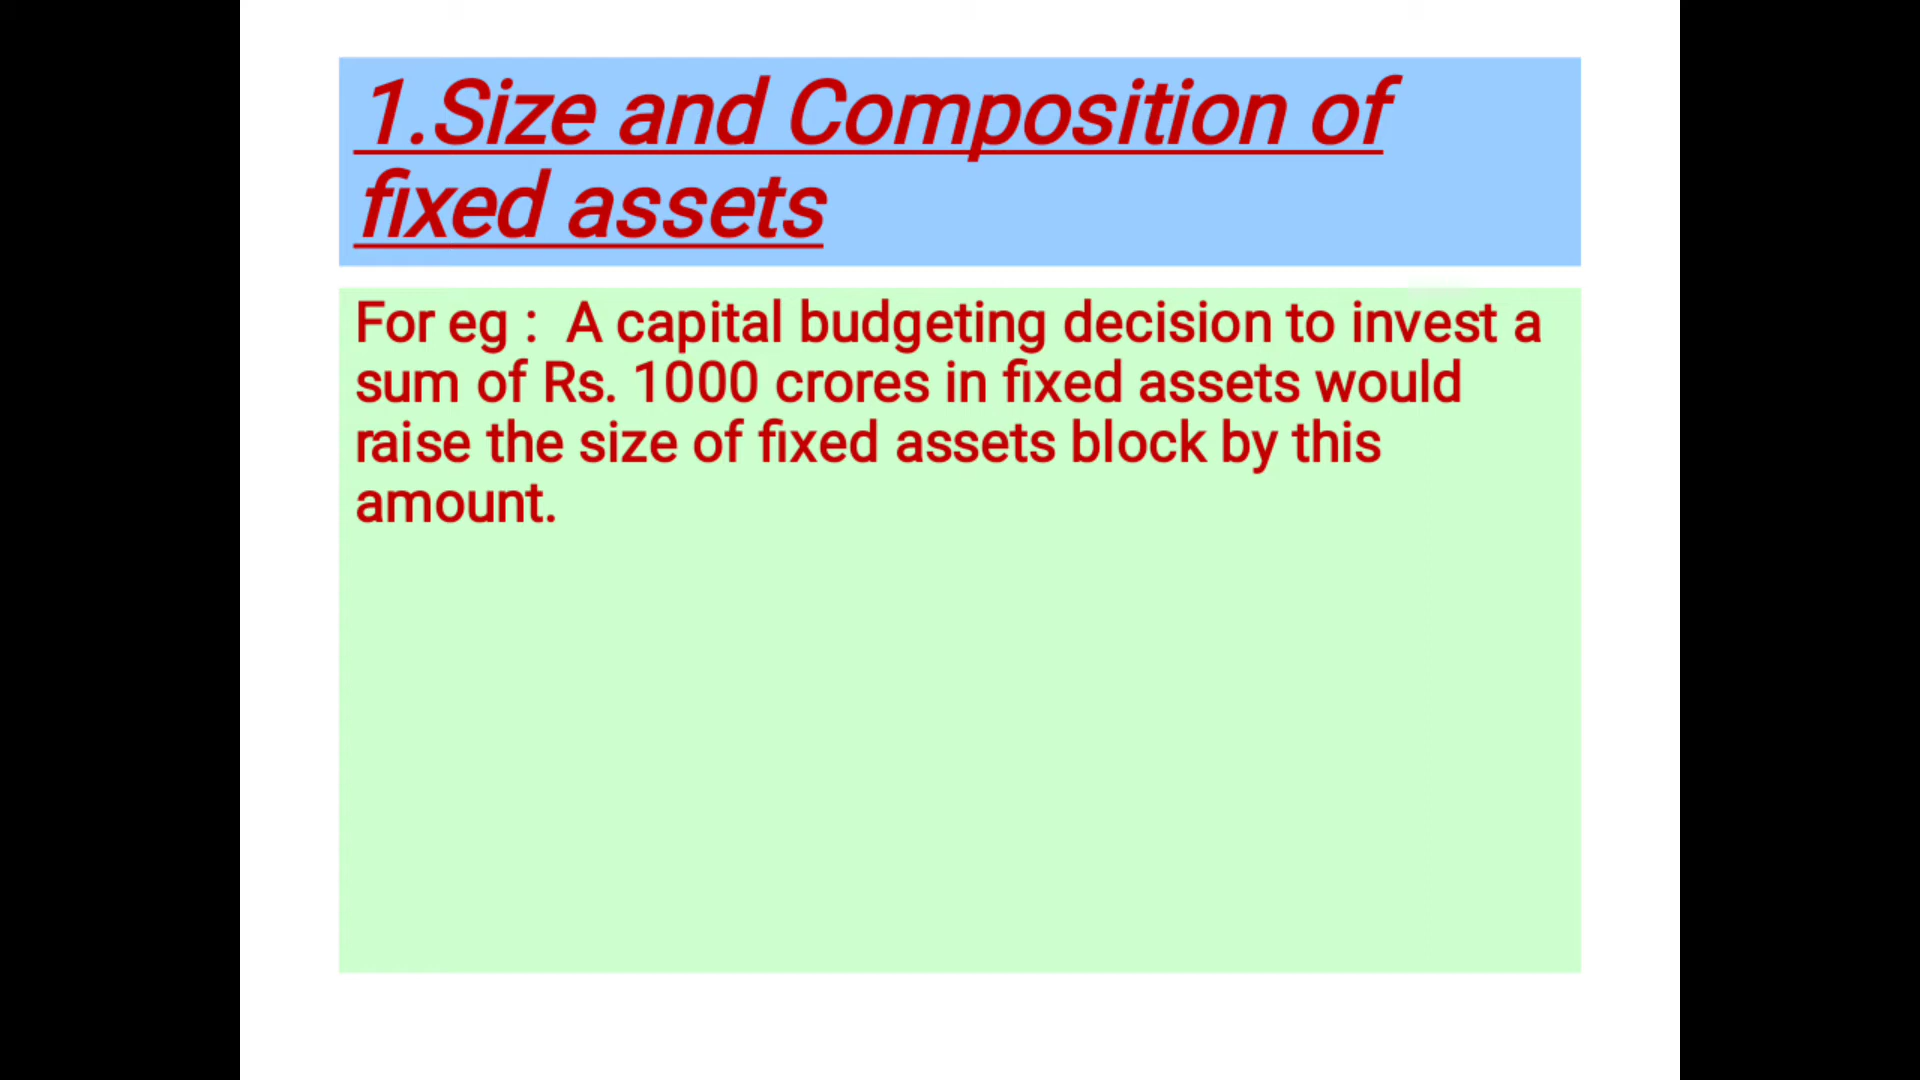 1.Size and Composition of
fixed assets
For eg :  A capital budgeting decision to invest a
sum of Rs. 1000 crores in fixed assets would
raise the size of fixed assets block by this
amount.